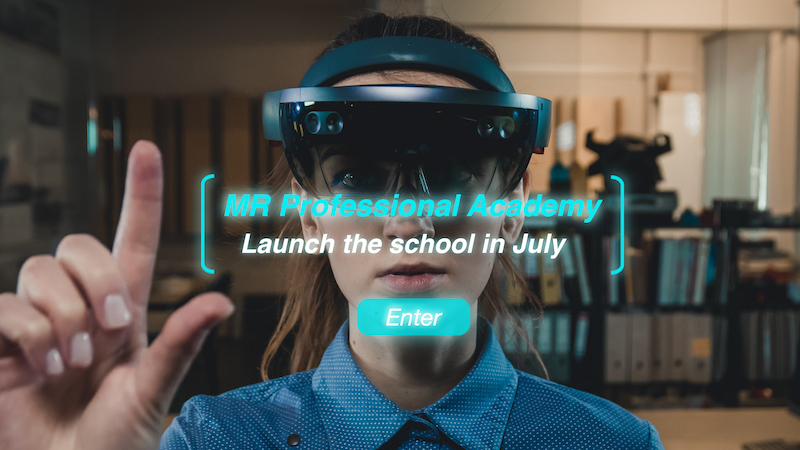 MR Professional Academy
Launch the school in July
Enter